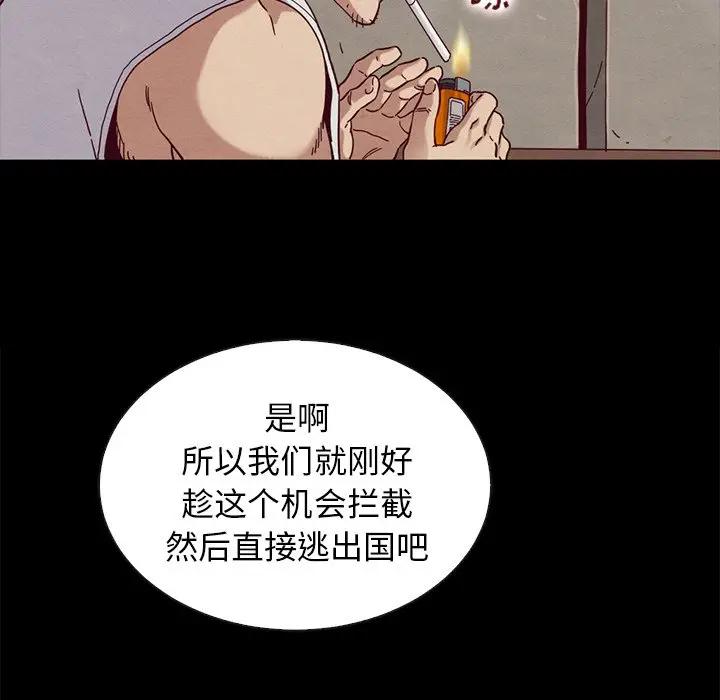 是啊
所以我们就刚好
趁这个机会拦截
然后直接逃出国吧